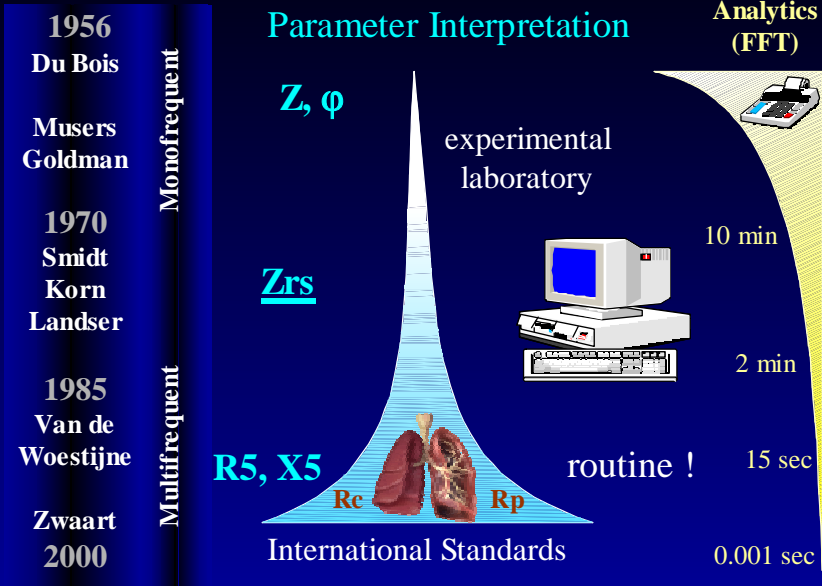 1956
Du Bois
Musers
Goldman
1970
Smidt
Korn
Landser
1985
Van de
Woestijne
Zwaart
2000
Monofrequent
Multifrequent
Parameter Interpretation
Z, φ
experimental
laboratory
Zrs
R5, X5
Rc
Rp
routine !
International Standards
Analytics
(FFT)
10 min
2 min
15 sec
0.001 sec